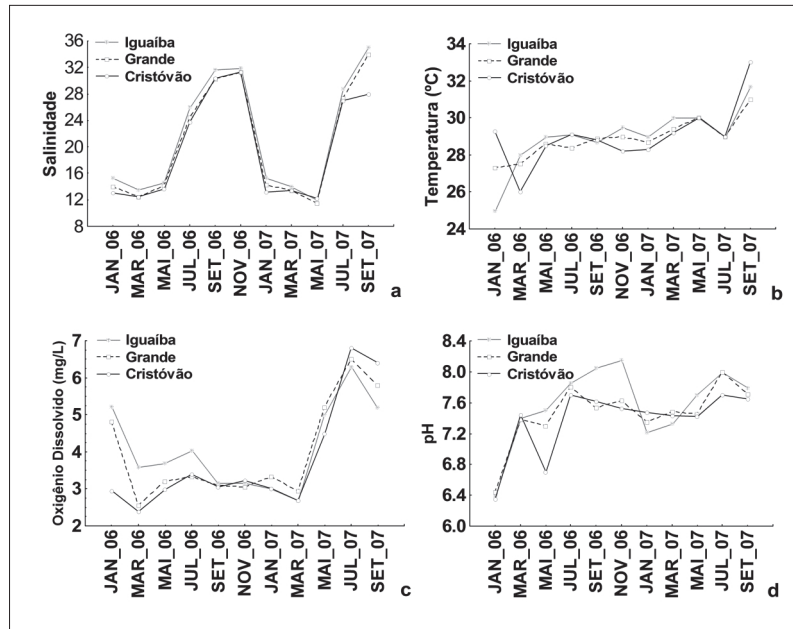 Salinidade
36
32
28
24
20
16
12
8
Iguaíba
Grande
Cristóvão
JAN_06
MAR_06
MAI_06
JUL_06
SET_06
NOV_06
JAN_07
MAR_07
MAI_07
JUL_07
SET_07
a
Temperatura (ºC)
34
32
30
28
26
24
Iguaíba
Grande
Cristóvão
JAN_06
MAR_06
MAI_06
JUL_06
SET_06
NOV_06
JAN_07
MAR_07
MAI_07
JUL_07
SET_07
b
Oxigênio Dissolvido (mg/L)
7
6
5
4
3
2
Iguaíba
Grande
Cristóvão
JAN_06
MAR_06
MAI_06
JUL_06
SET_06
NOV_06
JAN_07
MAR_07
MAI_07
JUL_07
SET_07
c
pH
8.4
8.0
7.6
7.2
6.8
6.4
6.0
Iguaíba
Grande
Cristóvão
JAN_06
MAR_06
MAI_06
JUL_06
SET_06
NOV_06
JAN_07
MAR_07
MAI_07
JUL_07
SET_07
d